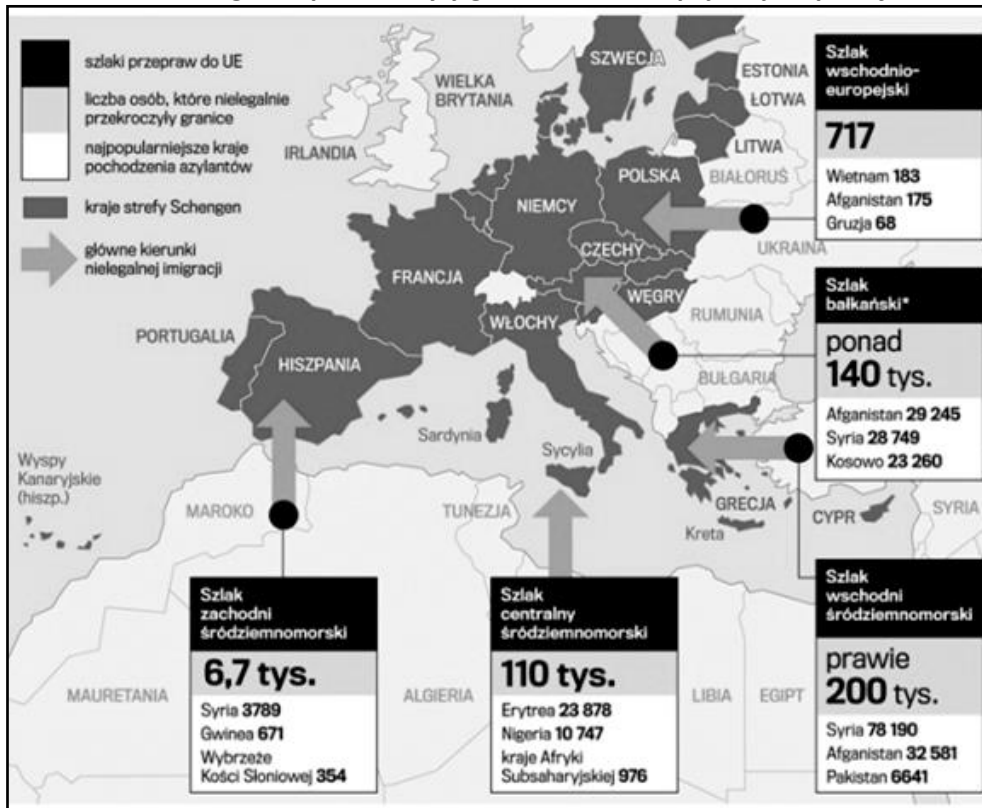 szlaki przepraw do UE
liczba osób, które nielegalnie
przekroczyły granice
najpopularniejsze kraje
pochodzenia azylantów
kraje strefy Schengen
główne kierunki
nielegalnej imigracji
SZWECJA
ESTONIA
ŁOTWA
LITWA
WIELKA
BRYTANIA
IRLANDIA
POLSKA
BIAŁORUŚ
NIEMCY
CZECHY
UKRAINA
FRANCJA
WĘGRY
WŁOCHY
RUMUNIA
PORTUGALIA
HISZPANIA
BUŁGARIA
Sardynia
Sycylia
Wyspy
Kanaryjskie
(hiszp.)
MAROKO
TUNEZJA
GRECJA
Kreta
CYPR
SYRIA
MAURETANIA
ALGIERIA
LIBIA
EGIPT
Szlak
wschodnio-
europejski
717
Wietnam 183
Afganistan 175
Gruzja 68
Szlak
bałkański*
ponad
140 tys.
Afganistan 29 245
Syria 28 749
Kosowo 23 260
Szlak
zachodni
śródziemnomorski
6,7 tys.
Syria 3789
Gwinea 671
Wybrzeże
Kości Słoniowej 354
Szlak
centralny
śródziemnomorski
110 tys.
Erytrea 23 878
Nigeria 10 747
kraje Afryki
Subsaharyjskiej 976
Szlak
wschodni
śródziemnomorski
prawie
200 tys.
Syria 78 190
Afganistan 32 581
Pakistan 6641